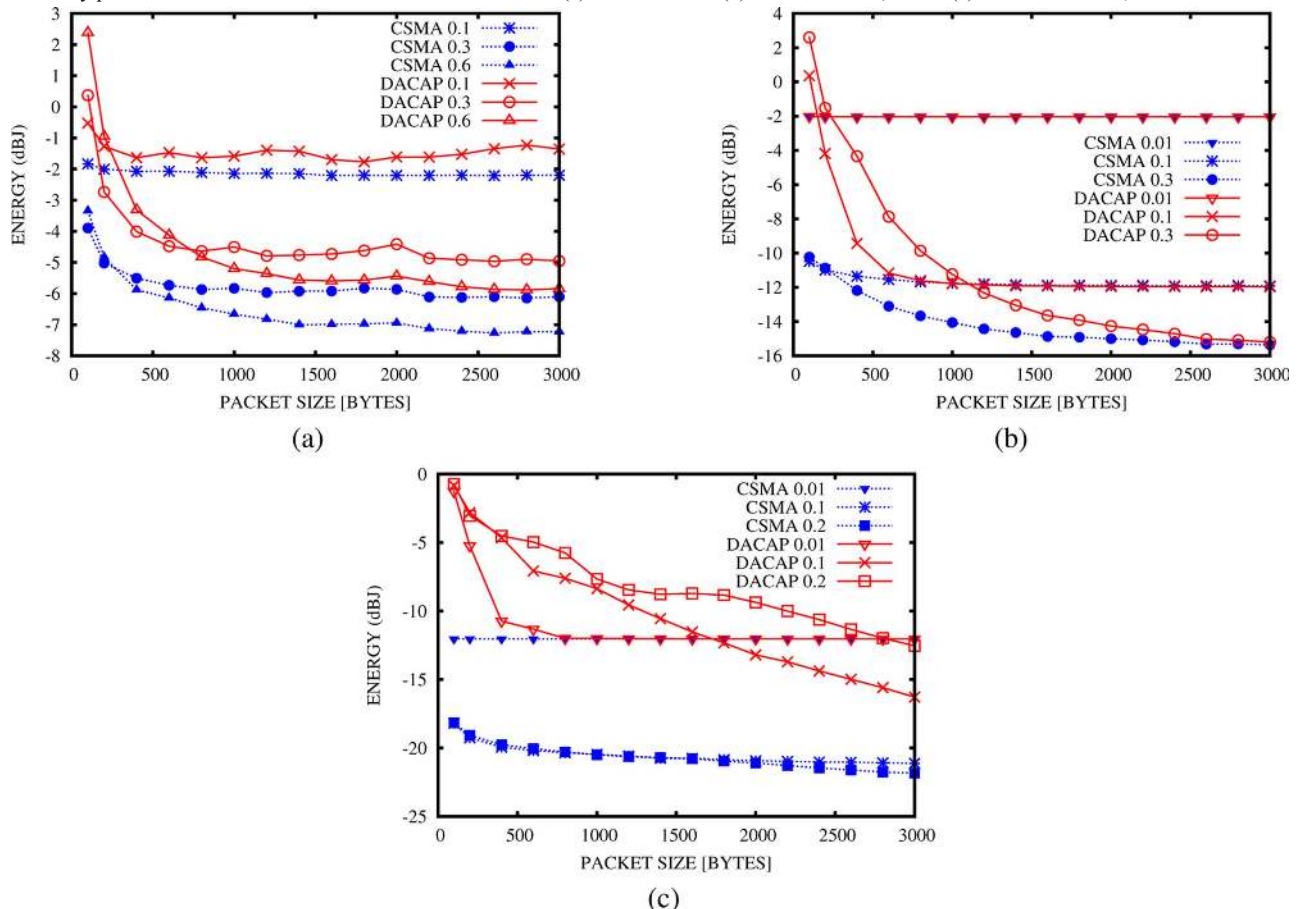 3
2
1
0
-1
-2
-3
-4
-5
-6
-7
-8
ENERGY (dBJ)
CSMA 0.1
CSMA 0.3
CSMA 0.6
DACAP 0.1
DACAP 0.3
DACAP 0.6
0 500 1000 1500 2000 2500 3000
PACKET SIZE [BYTES]
(a)
4
2
0
-2
-4
-6
-8
-10
-12
-14
-16
ENERGY (dBJ)
CSMA 0.01
CSMA 0.1
CSMA 0.3
DACAP 0.01
DACAP 0.1
DACAP 0.3
0 500 1000 1500 2000 2500 3000
PACKET SIZE [BYTES]
(b)
0
-5
-10
-15
-20
-25
ENERGY (dBJ)
CSMA 0.01
CSMA 0.1
CSMA 0.2
DACAP 0.01
DACAP 0.1
DACAP 0.2
0 500 1000 1500 2000 2500 3000
PACKET SIZE [BYTES]
(c)